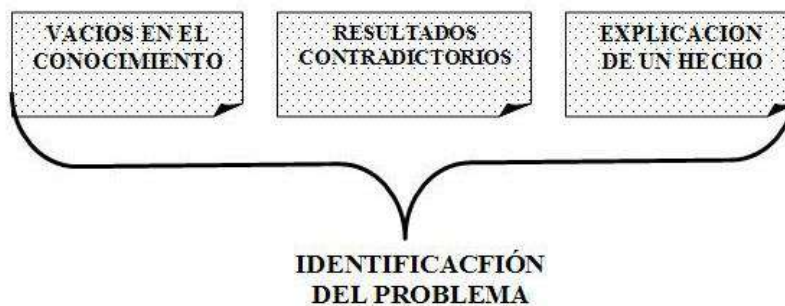 VACIOS EN EL
CONOCIMIENTO
RESULTADOS
CONTRADICTORIOS
EXPLICACION
DE UN HECHO
IDENTIFICACFIÓN
DEL PROBLEMA